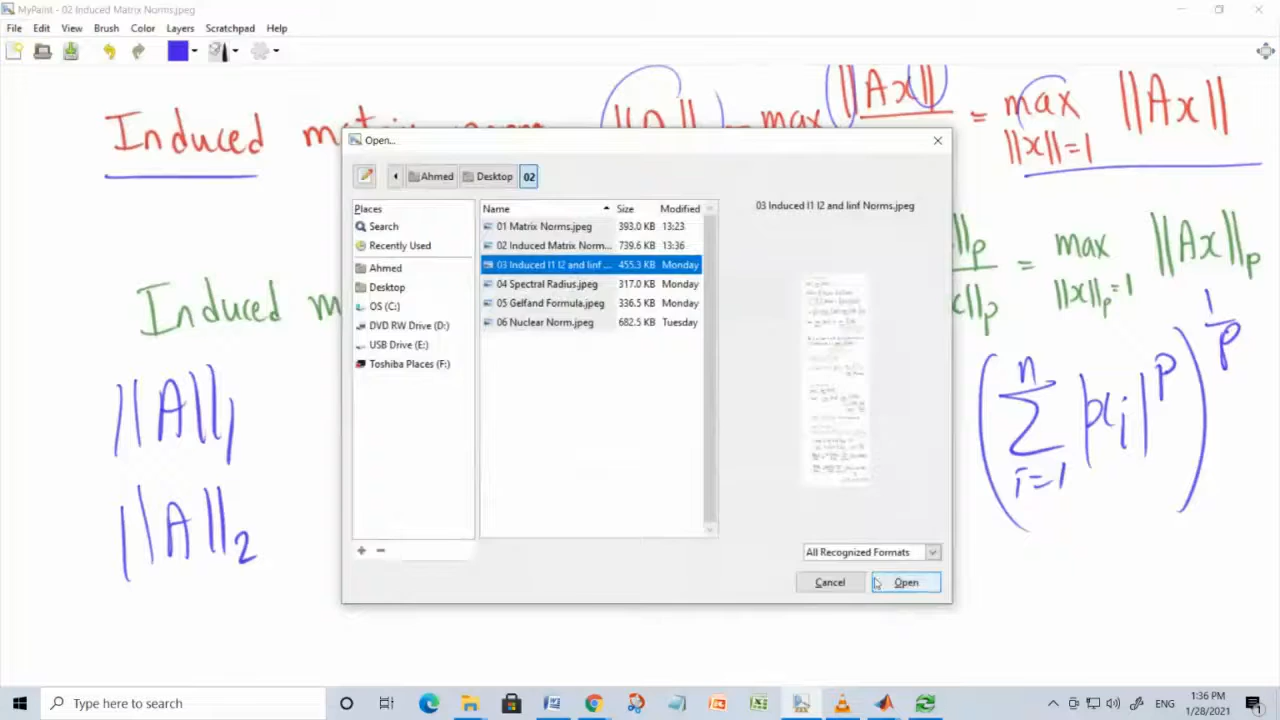 MyPaint - 02 Induced Matrix Norms.jpeg
File Edit View Brush Color Layers Scratchpad Help
Induced matrix norm ||A|| = max ||Ax|| = max ||Ax||
||x||=1
Open...
Ahmed Desktop 02
Places
Search
Recently Used
Ahmed
Desktop
OS (C:)
DVD RW Drive (D:)
USB Drive (E:)
Toshiba Places (F:)
Name Size Modified
01 Matrix Norms.jpeg 393.0 KB 13:23
02 Induced Matrix Norm... 739.6 KB 13:36
03 Induced l1 l2 and linf ... 455.3 KB Monday
04 Spectral Radius.jpeg 317.0 KB Monday
05 Gelfand Formula.jpeg 336.5 KB Monday
06 Nuclear Norm.jpeg 682.5 KB Tuesday
03 Induced l1 l2 and linf Norms.jpeg
All Recognized Formats
Cancel Open
Induced m
||p = max ||Ax||p
||p ||x||p=1
||A||1
||A||2
(∑ i=1 n |xi|^p)^1/p
Type here to search
ENG
1:36 PM
1/28/2021
1